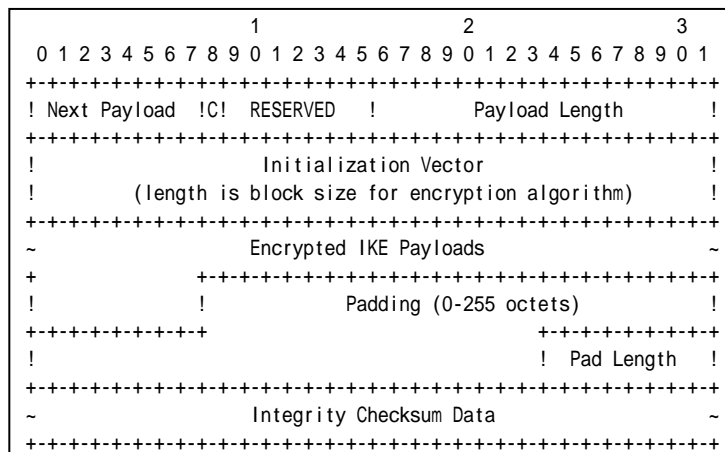 1                   2                   3
 0 1 2 3 4 5 6 7 8 9 0 1 2 3 4 5 6 7 8 9 0 1 2 3 4 5 6 7 8 9 0 1
+-+-+-+-+-+-+-+-+-+-+-+-+-+-+-+-+-+-+-+-+-+-+-+-+-+-+-+-+-+-+-+-+
! Next Payload  !C!  RESERVED   !         Payload Length        !
+-+-+-+-+-+-+-+-+-+-+-+-+-+-+-+-+-+-+-+-+-+-+-+-+-+-+-+-+-+-+-+-+
!                     Initialization Vector                     !
!         (length is block size for encryption algorithm)       !
+-+-+-+-+-+-+-+-+-+-+-+-+-+-+-+-+-+-+-+-+-+-+-+-+-+-+-+-+-+-+-+-+
~                    Encrypted IKE Payloads                     ~
+               +-+-+-+-+-+-+-+-+-+-+-+-+-+-+-+-+-+-+-+-+-+-+-+-+
!               !             Padding (0-255 octets)            !
+-+-+-+-+-+-+-+-+                               +-+-+-+-+-+-+-+-+
!                                               !  Pad Length   !
+-+-+-+-+-+-+-+-+-+-+-+-+-+-+-+-+-+-+-+-+-+-+-+-+-+-+-+-+-+-+-+-+
~                    Integrity Checksum Data                    ~
+-+-+-+-+-+-+-+-+-+-+-+-+-+-+-+-+-+-+-+-+-+-+-+-+-+-+-+-+-+-+-+-+